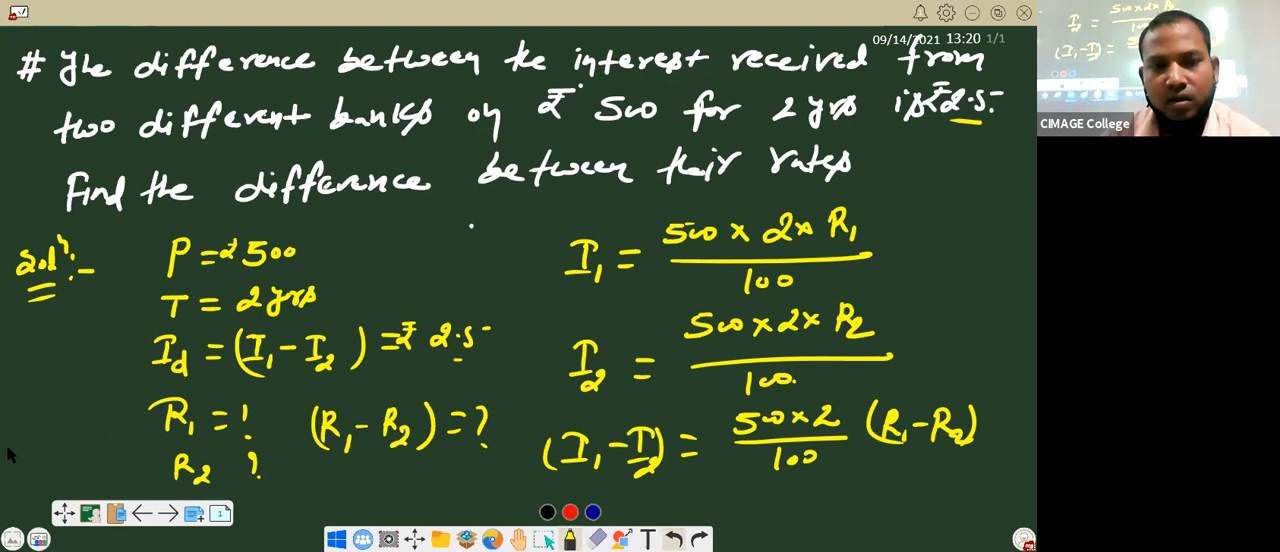 09/14/2021 13:20 1/1
# The difference between the interest received from
two different banks on ₹ 500 for 2 yrs is ₹ 2.5
Find the difference between their rates
Solⁿ:-
P = ₹ 500
T = 2 yrs
I_d = (I₁ - I₂) = ₹ 2.5
R₁ = ?
R₂ ?
(R₁ - R₂) = ?
I₁ = 500 × 2 × R₁ / 100
I₂ = 500 × 2 × R₂ / 100
(I₁ - I₂) = 500 × 2 / 100 (R₁ - R₂)
CIMAGE College
1
T